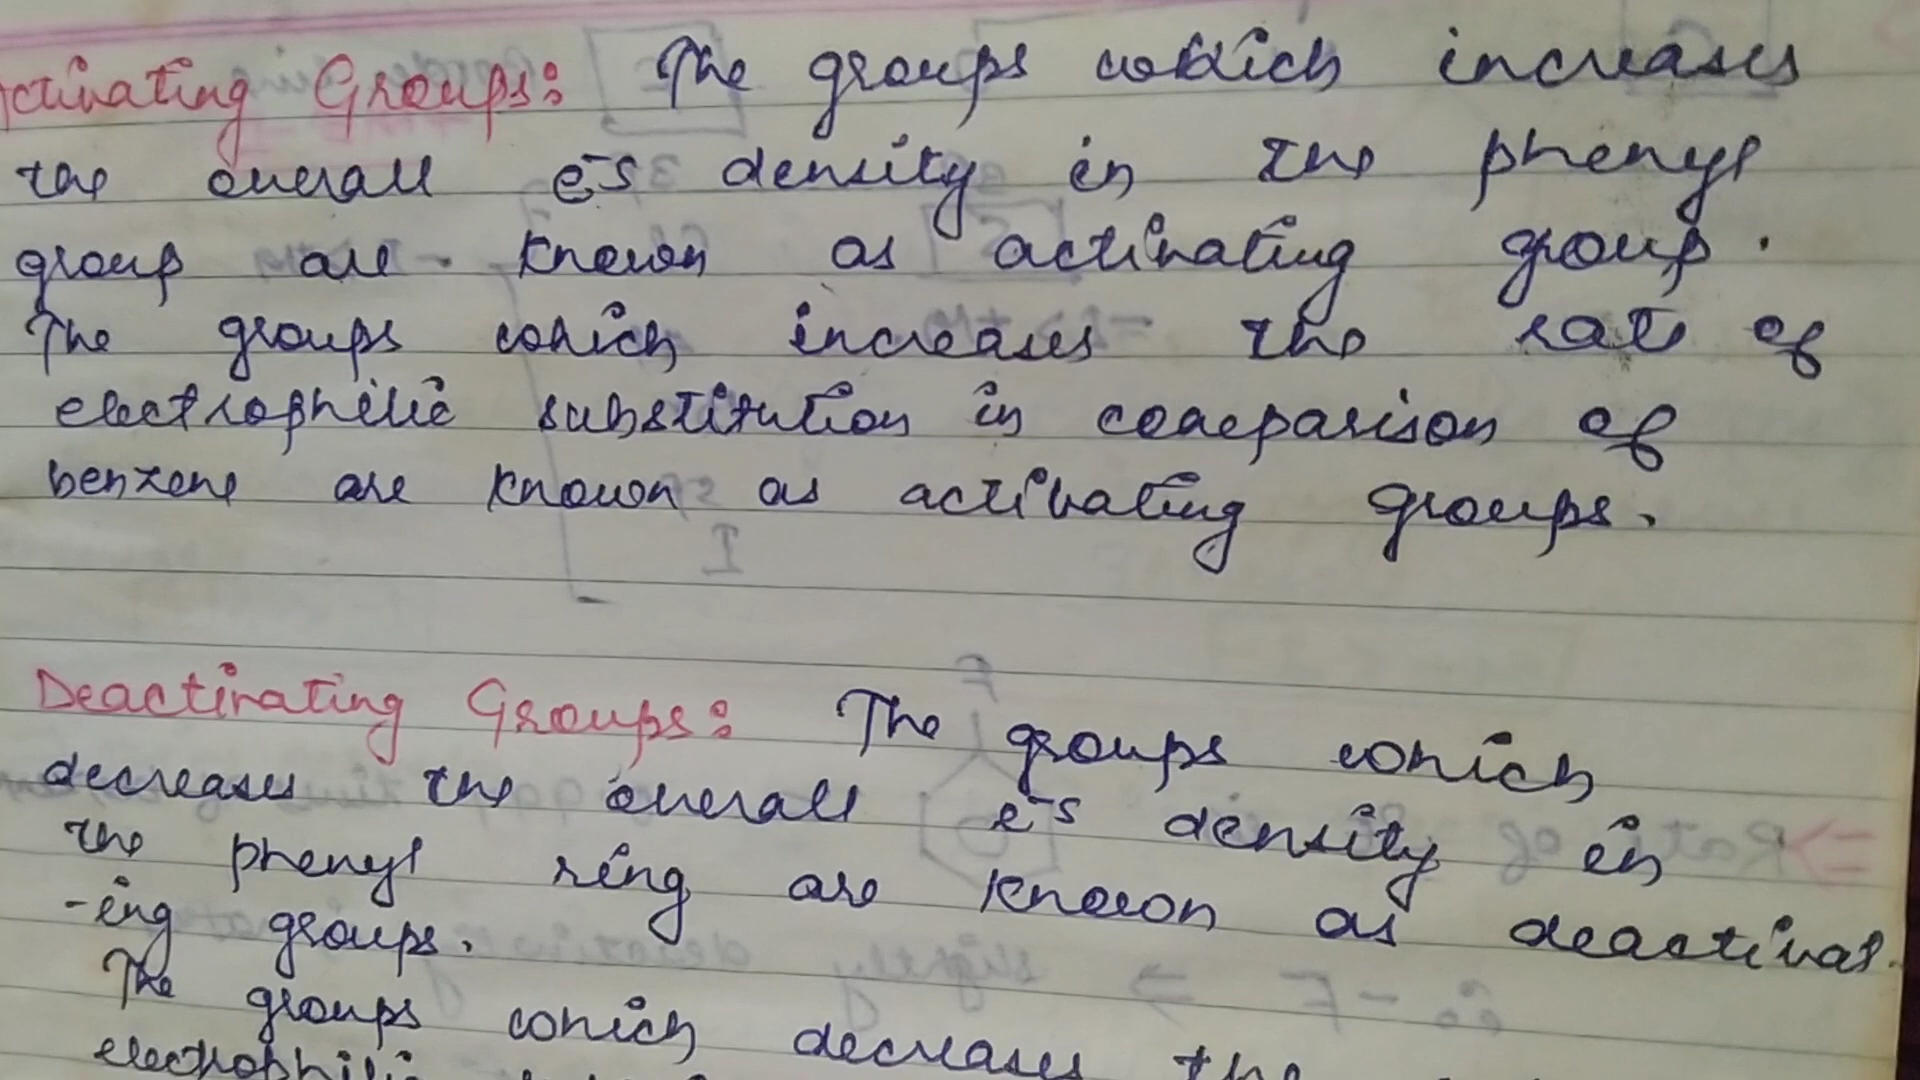 Activating Groups: The groups which increases
the overall e⁻s density in the phenyl
group are known as activating group.
The groups which increases the rate of
electrophilic substitution in comparison of
benzene are known as activating groups.
Deactivating Groups: The groups which
decreases the overall e⁻s density in
the phenyl ring are known as deactivat-
-ing groups.
The groups which decreases the
electrophilic